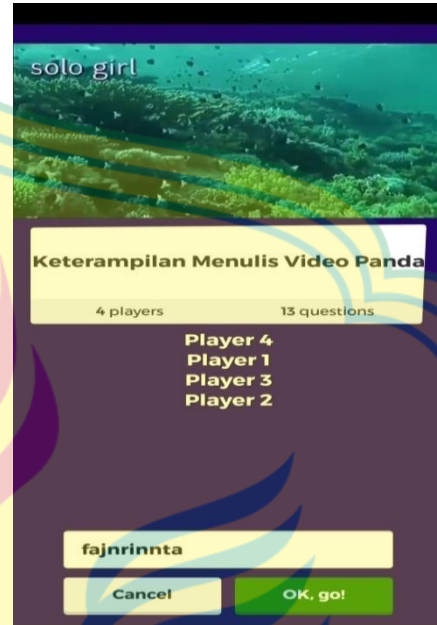 solo girl
Keterampilan Menulis Video Panda
4 players 13 questions
Player 4
Player 1
Player 3
Player 2
fajnrinnta
Cancel OK, go!